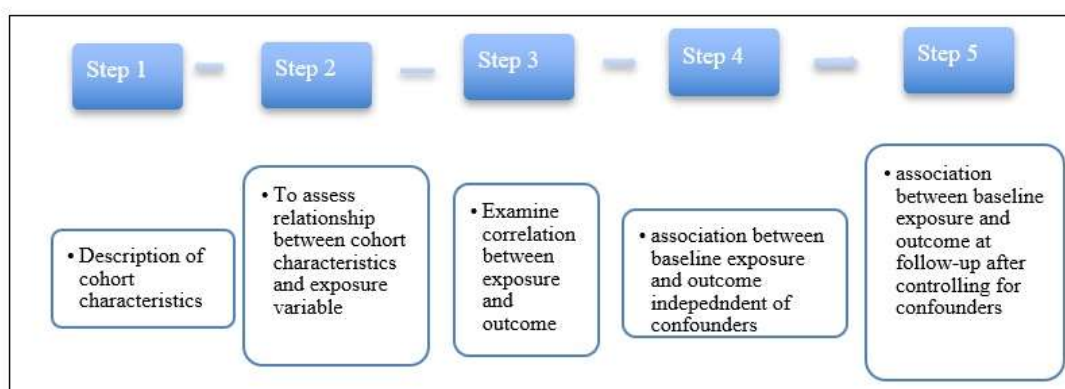 Step 1
Step 2
Step 3
Step 4
Step 5
• Description of
cohort
characteristics
• To assess
relationship
between cohort
characteristics
and exposure
variable
• Examine
correlation
between
exposure
and
outcome
• association between
baseline exposure
and outcome
indepedndent of
confounders
• association
between baseline
exposure and
outcome at
follow-up after
controlling for
confounders